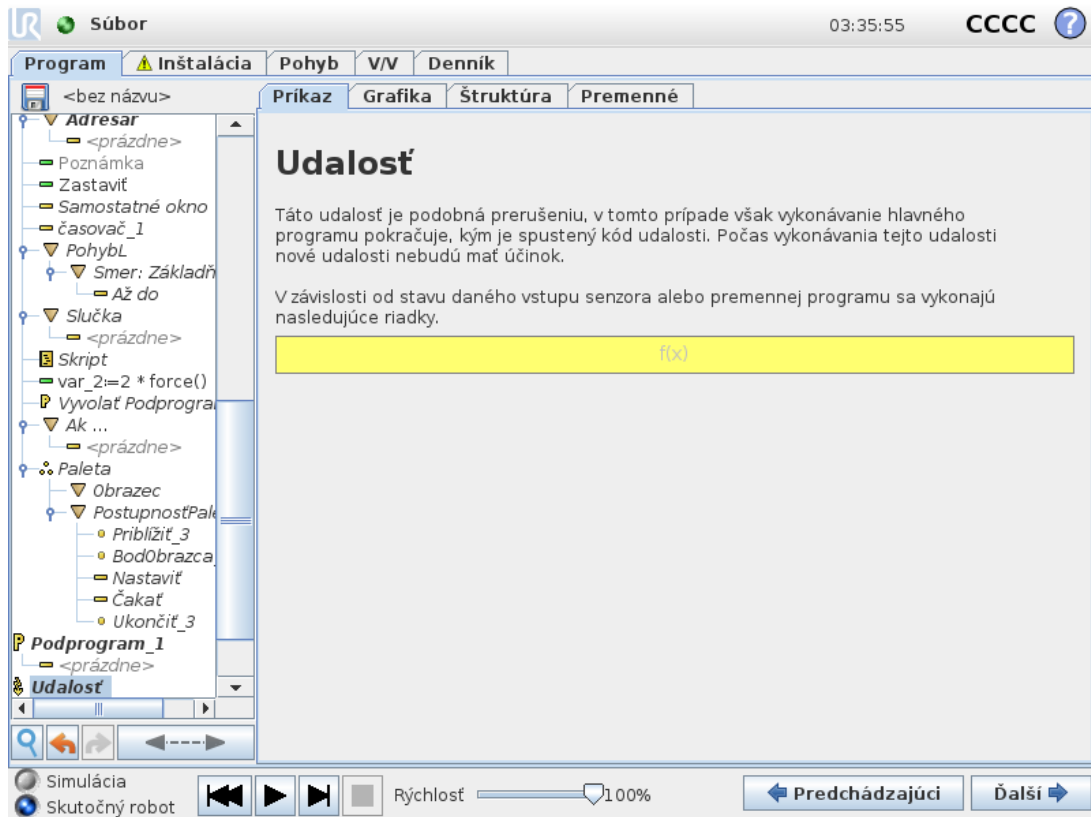 Súbor
03:35:55
CCCC
?
Program
Inštalácia
Pohyb
V/V
Denník
<bez názvu>
Príkaz
Grafika
Štruktúra
Premenné
Adresár
<prázdne>
Poznámka
Zastaviť
Samostatné okno
časovač_1
PohybL
Smer: Základň
Až do
Slučka
<prázdne>
Skript
var_2≔2 * force()
Vyvolať Podprogra
Ak ...
<prázdne>
Paleta
Obrazec
PostupnosťPale
Priblížiť_3
BodObrazca
Nastaviť
Čakať
Ukončiť_3
Podprogram_1
<prázdne>
Udalosť
Udalosť
Táto udalosť je podobná prerušeniu, v tomto prípade však vykonávanie hlavného
programu pokračuje, kým je spustený kód udalosti. Počas vykonávania tejto udalosti
nové udalosti nebudú mať účinok.
V závislosti od stavu daného vstupu senzora alebo premennej programu sa vykonajú
nasledujúce riadky.
f(x)
Simulácia
Skutočný robot
Rýchlosť
100%
Predchádzajúci
Ďalší